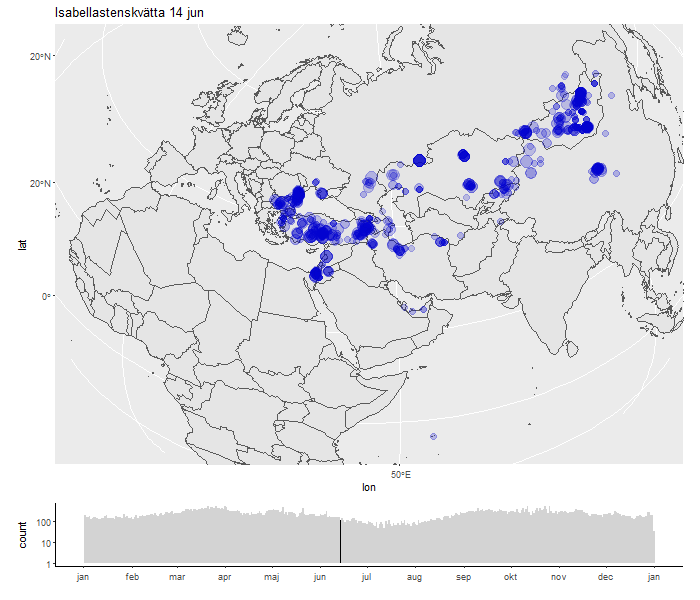 Isabellastenskvätta 14 jun
20°N
20°N
0°
lat
50°E
lon
count
100
10
1
jan feb mar apr maj jun jul aug sep okt nov dec jan